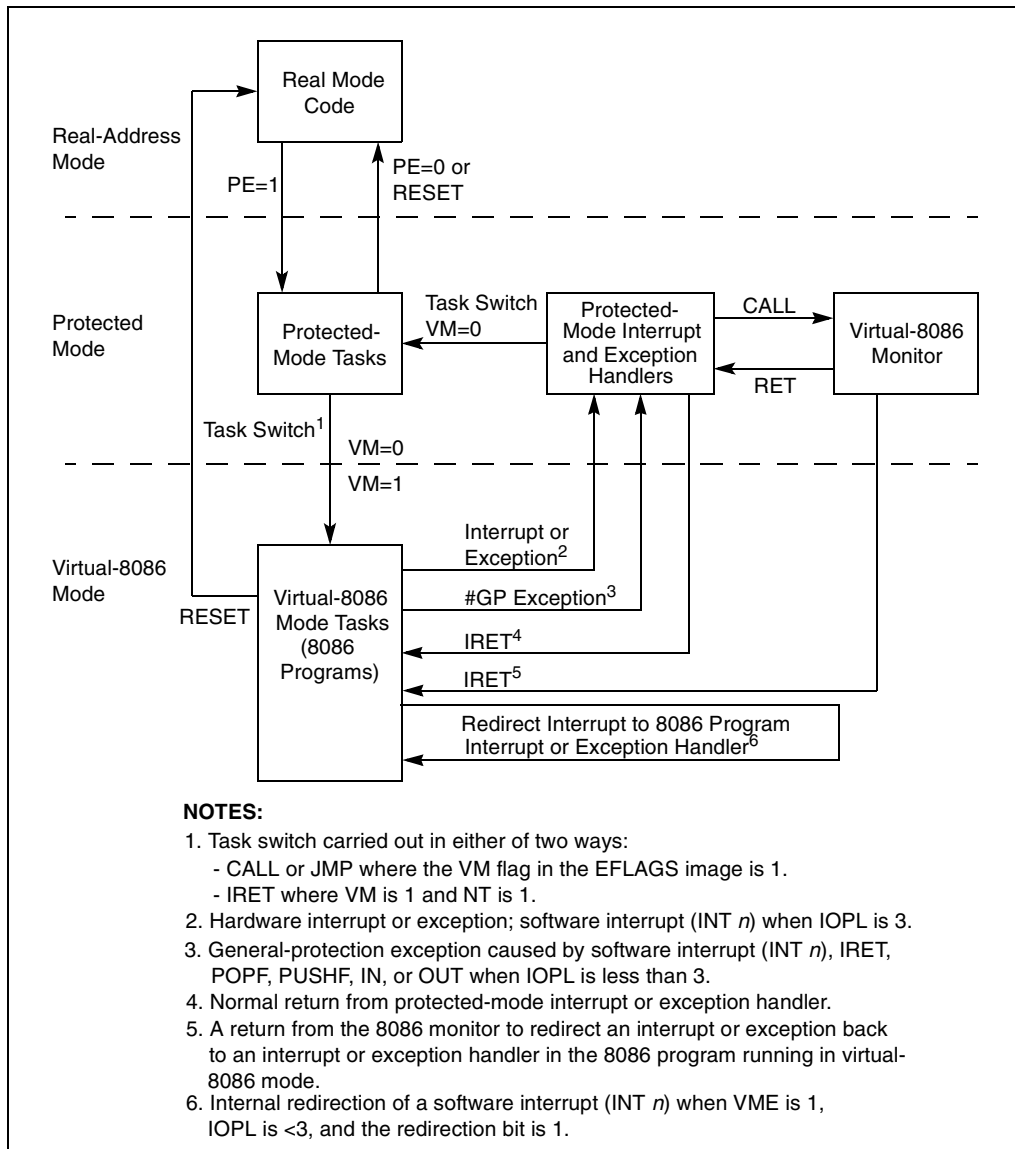 Real Mode
Code
Real-Address
Mode
PE=1
PE=0 or
RESET
Protected
Mode
Protected-
Mode Tasks
Task Switch
VM=0
Protected-
Mode Interrupt
and Exception
Handlers
CALL
RET
Virtual-8086
Monitor
Task Switch1
VM=0
VM=1
Virtual-8086
Mode
RESET
Virtual-8086
Mode Tasks
(8086
Programs)
Interrupt or
Exception2
#GP Exception3
IRET4
IRET5
Redirect Interrupt to 8086 Program
Interrupt or Exception Handler6
NOTES:
1. Task switch carried out in either of two ways:
- CALL or JMP where the VM flag in the EFLAGS image is 1.
- IRET where VM is 1 and NT is 1.
2. Hardware interrupt or exception; software interrupt (INT n) when IOPL is 3.
3. General-protection exception caused by software interrupt (INT n), IRET,
POPF, PUSHF, IN, or OUT when IOPL is less than 3.
4. Normal return from protected-mode interrupt or exception handler.
5. A return from the 8086 monitor to redirect an interrupt or exception back
to an interrupt or exception handler in the 8086 program running in virtual-
8086 mode.
6. Internal redirection of a software interrupt (INT n) when VME is 1,
IOPL is <3, and the redirection bit is 1.